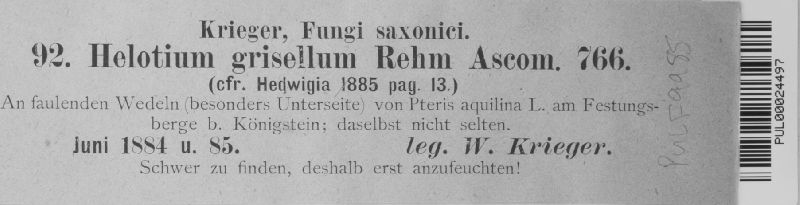 Krieger, Fungi saxonici.
92. Helotium grisellum Rehm Ascom. 766.
(cfr. Hedwigia 1885 pag. 13.)
An faulenden Wedeln (besonders Unterseite) von Pteris aquilina L. am Festungs-
berge b. Königstein; daselbst nicht selten.
Juni 1884 u. 85. leg. W. Krieger.
Schwer zu finden, deshalb erst anzufeuchten!
PUL00024497